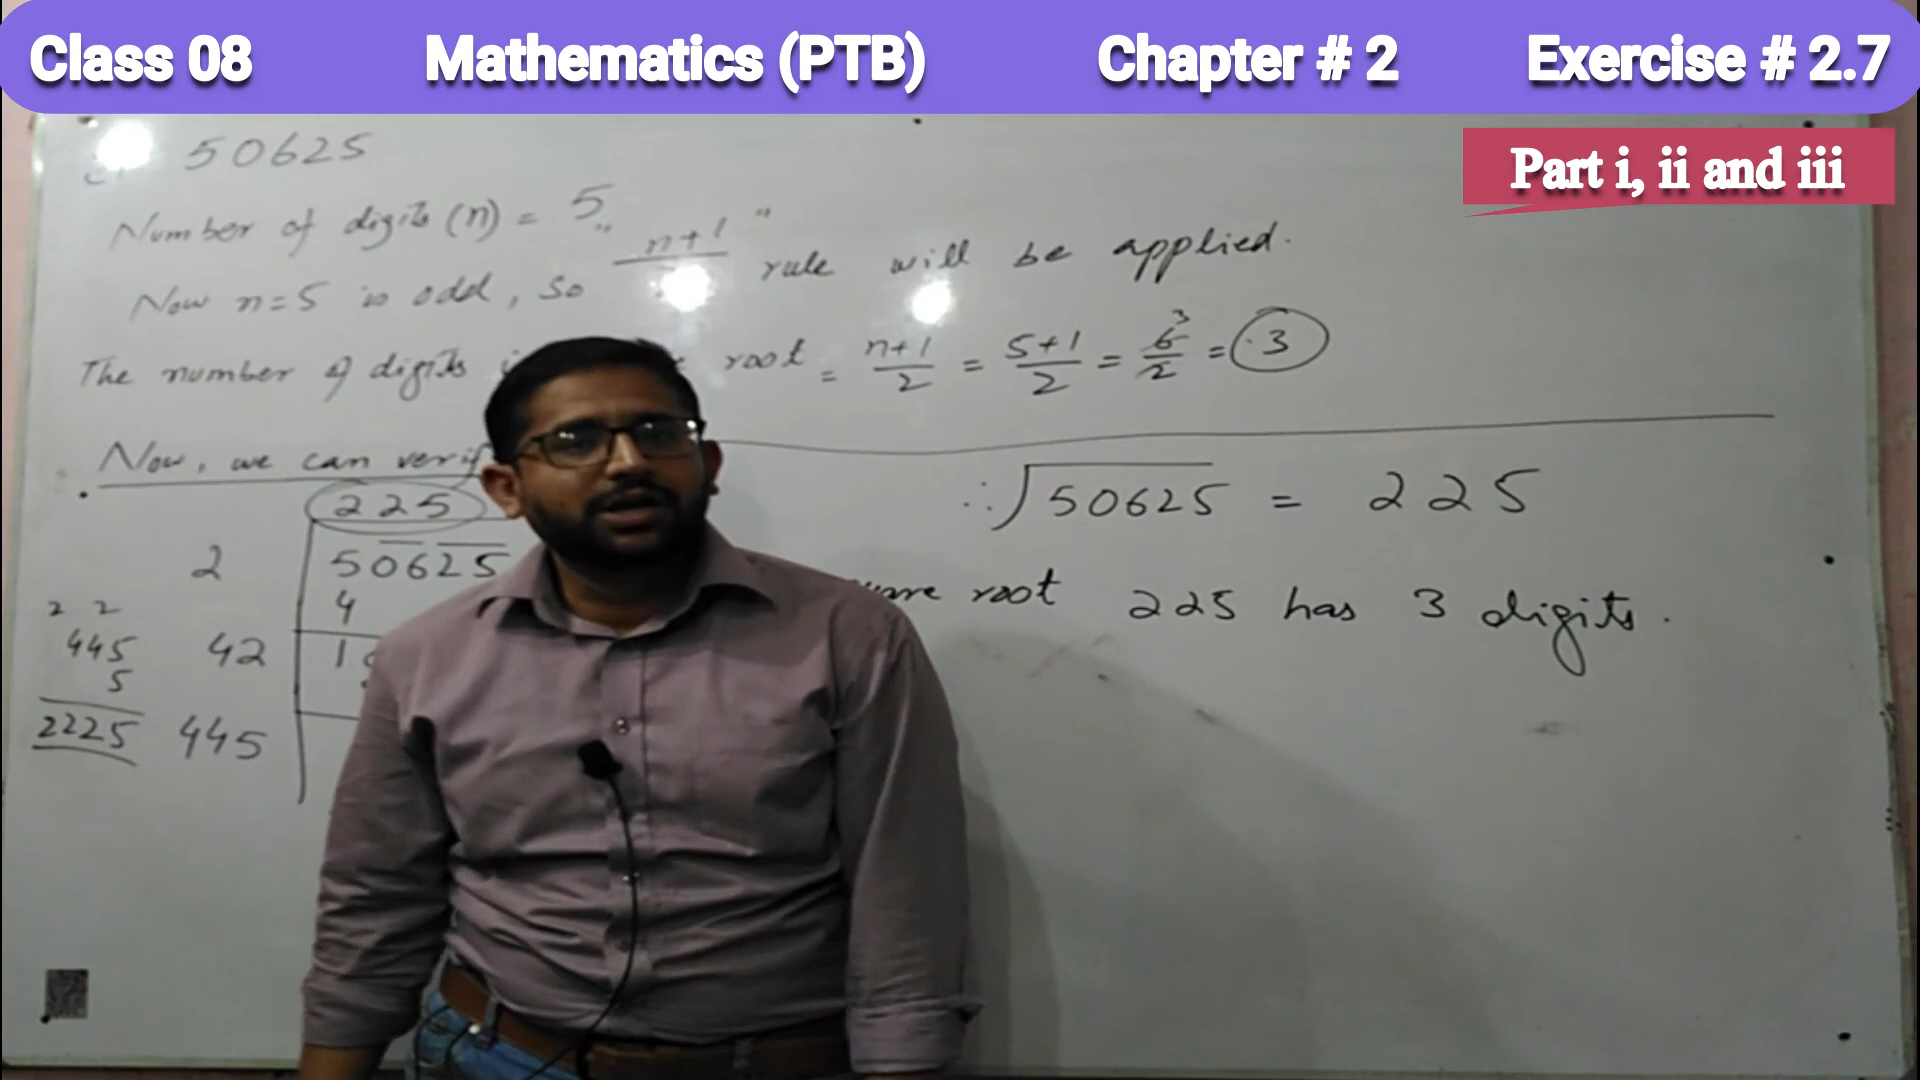 Class 08 Mathematics (PTB) Chapter # 2 Exercise # 2.7
Part i, ii and iii
50625
Number of digits (n) = 5
Now n=5 is odd, so "n+1/ " rule will be applied.
The number of digits root = n+1/2 = 5+1/2 = 6/2 3 = 3
Now, we can verif
225
2 50625
4
2 2
445 42 1
5
2225 445
∴ √50625 = 225
root 225 has 3 digits.